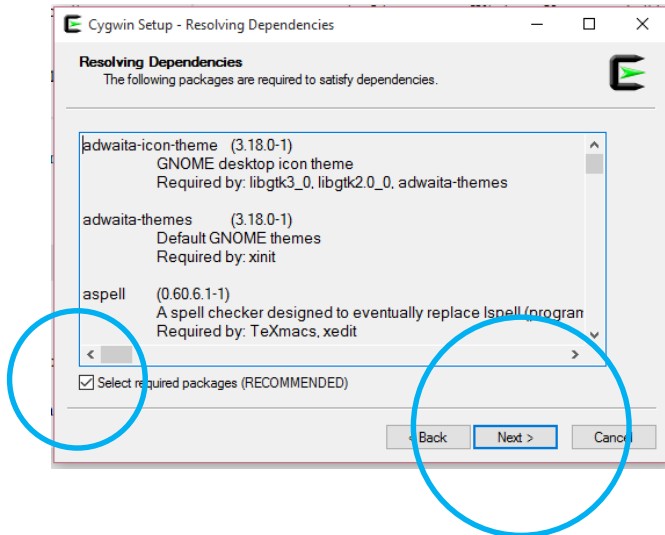 Cygwin Setup - Resolving Dependencies
Resolving Dependencies
The following packages are required to satisfy dependencies.
adwaita-icon-theme (3.18.0-1)
GNOME desktop icon theme
Required by: libgtk3_0, libgtk2.0_0, adwaita-themes
adwaita-themes (3.18.0-1)
Default GNOME themes
Required by: xinit
aspell (0.60.6.1-1)
A spell checker designed to eventually replace Ispell (program
Required by: TeXmacs, xedit
Select required packages (RECOMMENDED)
< Back Next > Cancel